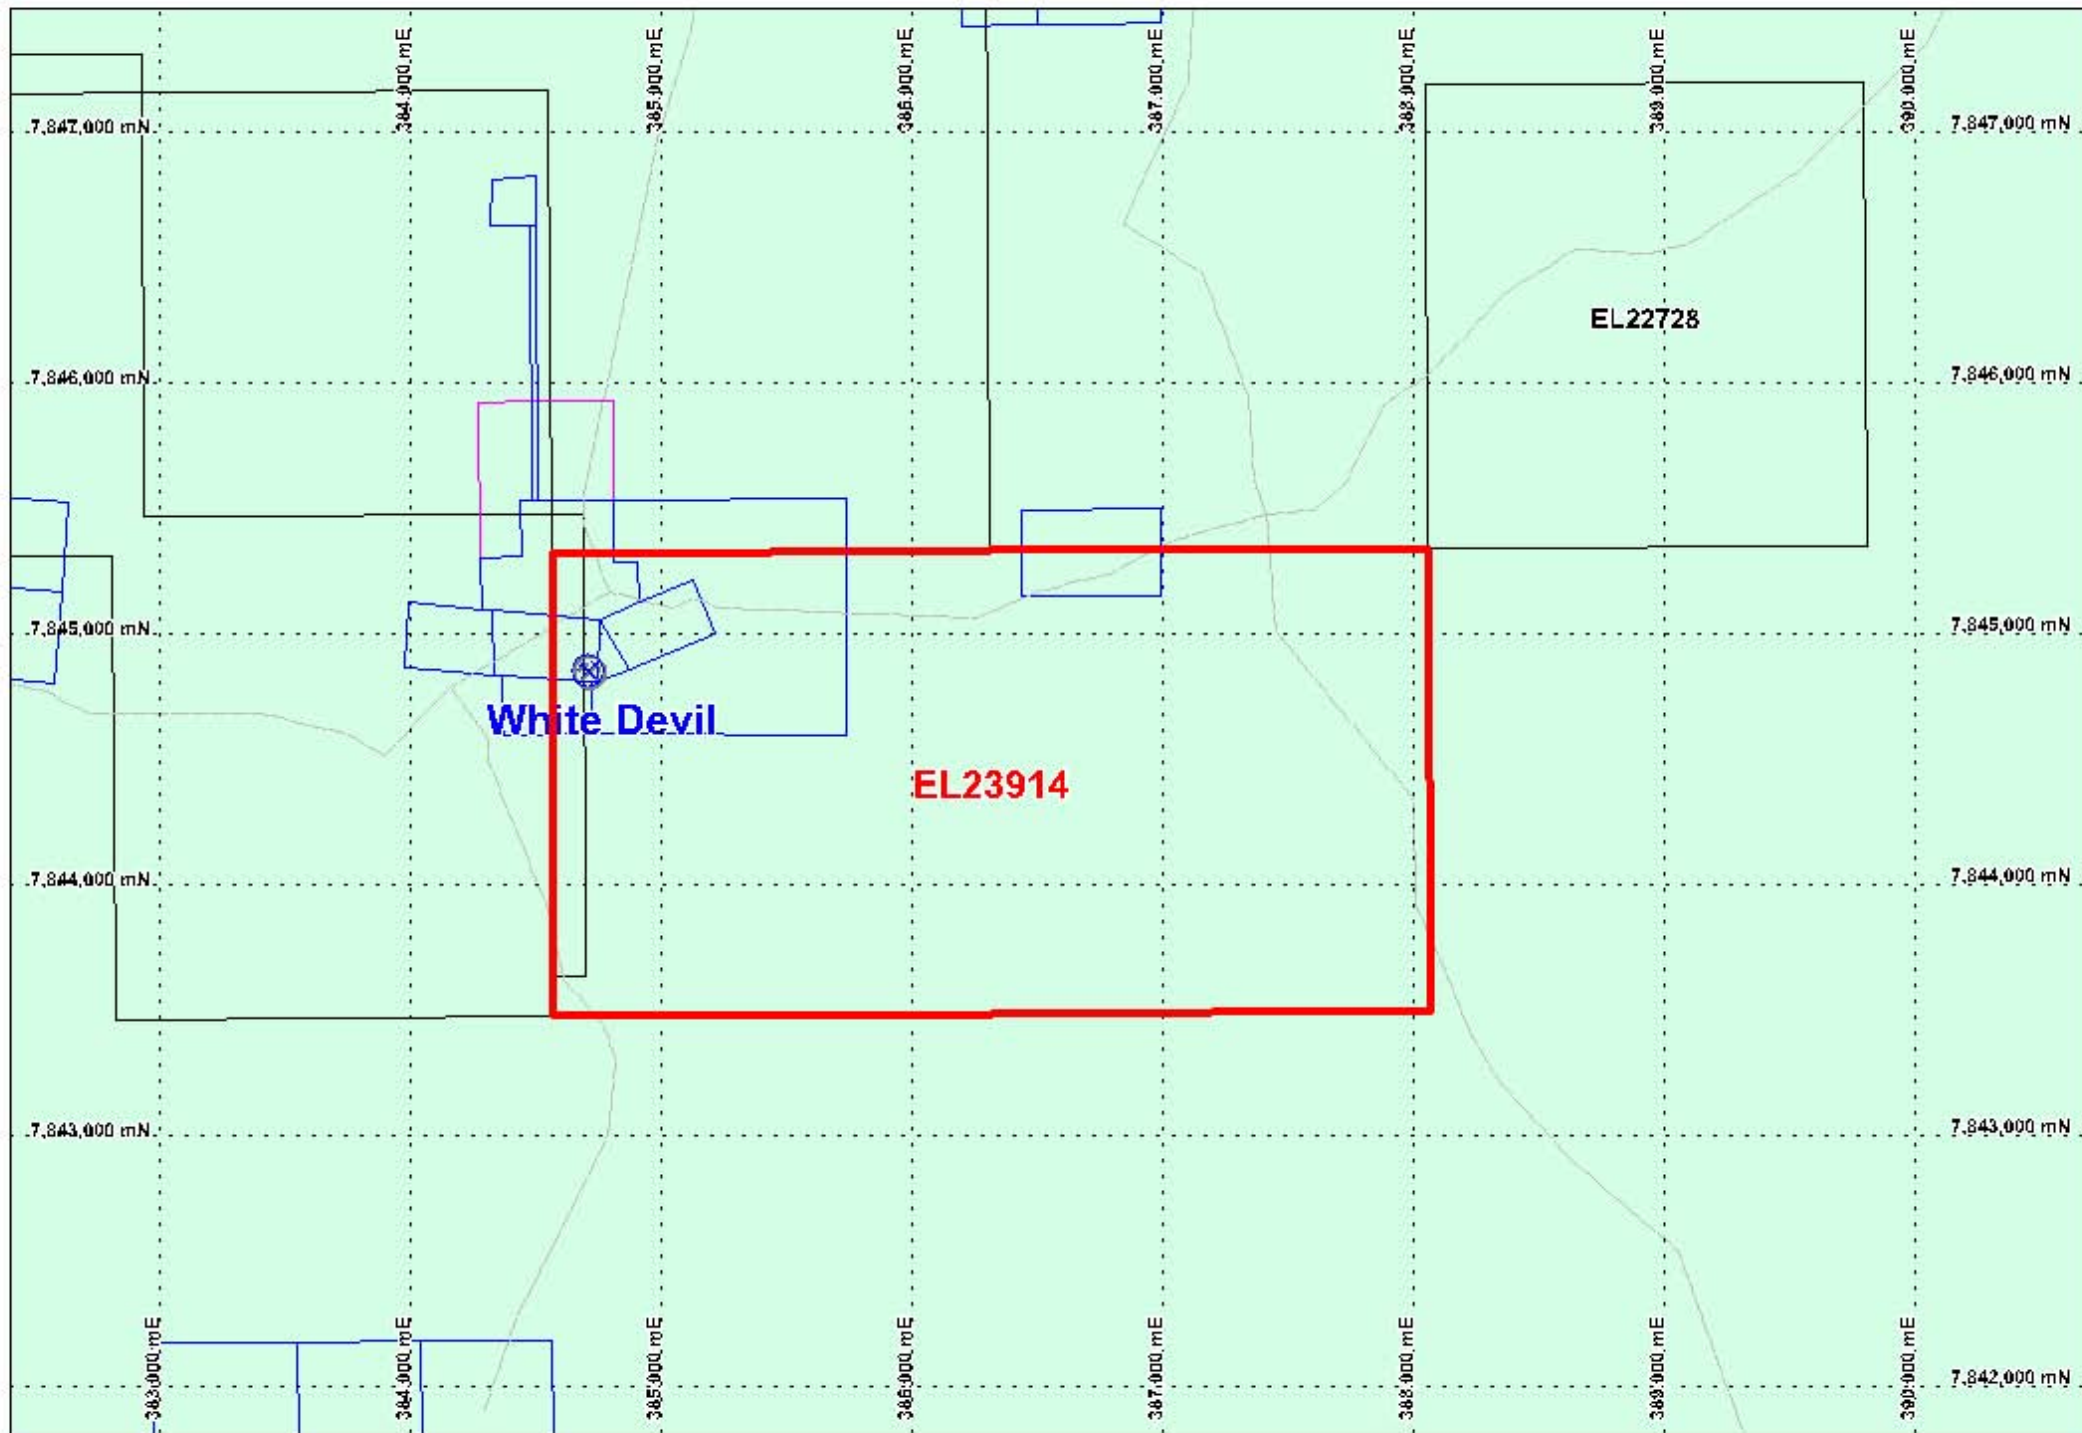 384,000 mE
385,000 mE
386,000 mE
387,000 mE
388,000 mE
389,000 mE
390,000 mE
7,847,000 mN
7,847,000 mN
EL22728
7,846,000 mN
7,846,000 mN
7,845,000 mN
7,845,000 mN
White Devil
EL23914
7,844,000 mN
7,844,000 mN
7,843,000 mN
7,843,000 mN
383,000 mE
384,000 mE
385,000 mE
386,000 mE
387,000 mE
388,000 mE
389,000 mE
390,000 mE
7,842,000 mN